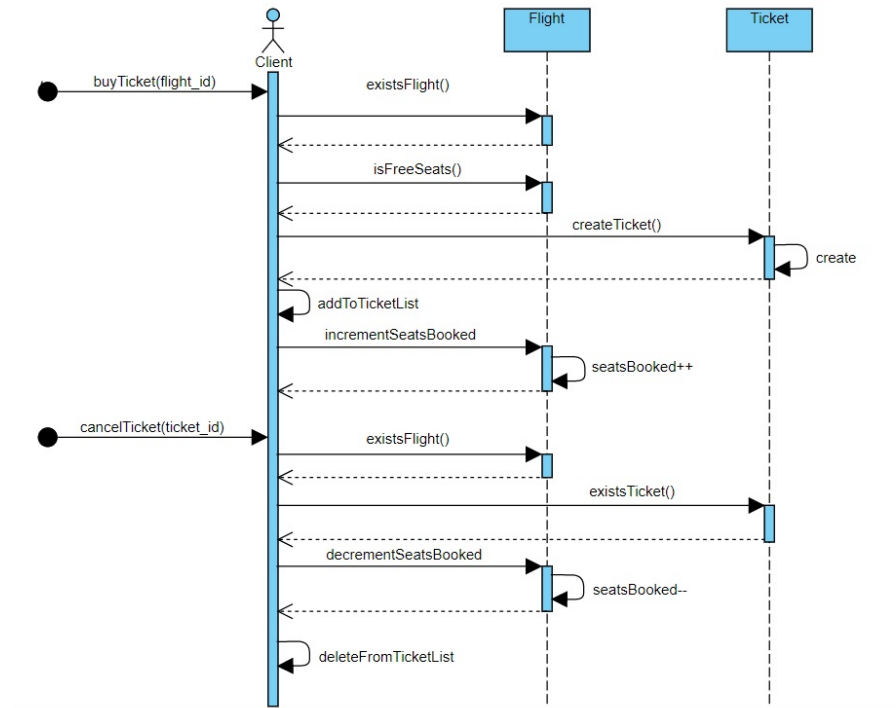 Flight
Ticket
Client
buyTicket(flight_id)
existsFlight()
isFreeSeats()
createTicket()
create
addToTicketList
incrementSeatsBooked
seatsBooked++
cancelTicket(ticket_id)
existsFlight()
existsTicket()
decrementSeatsBooked
seatsBooked--
deleteFromTicketList